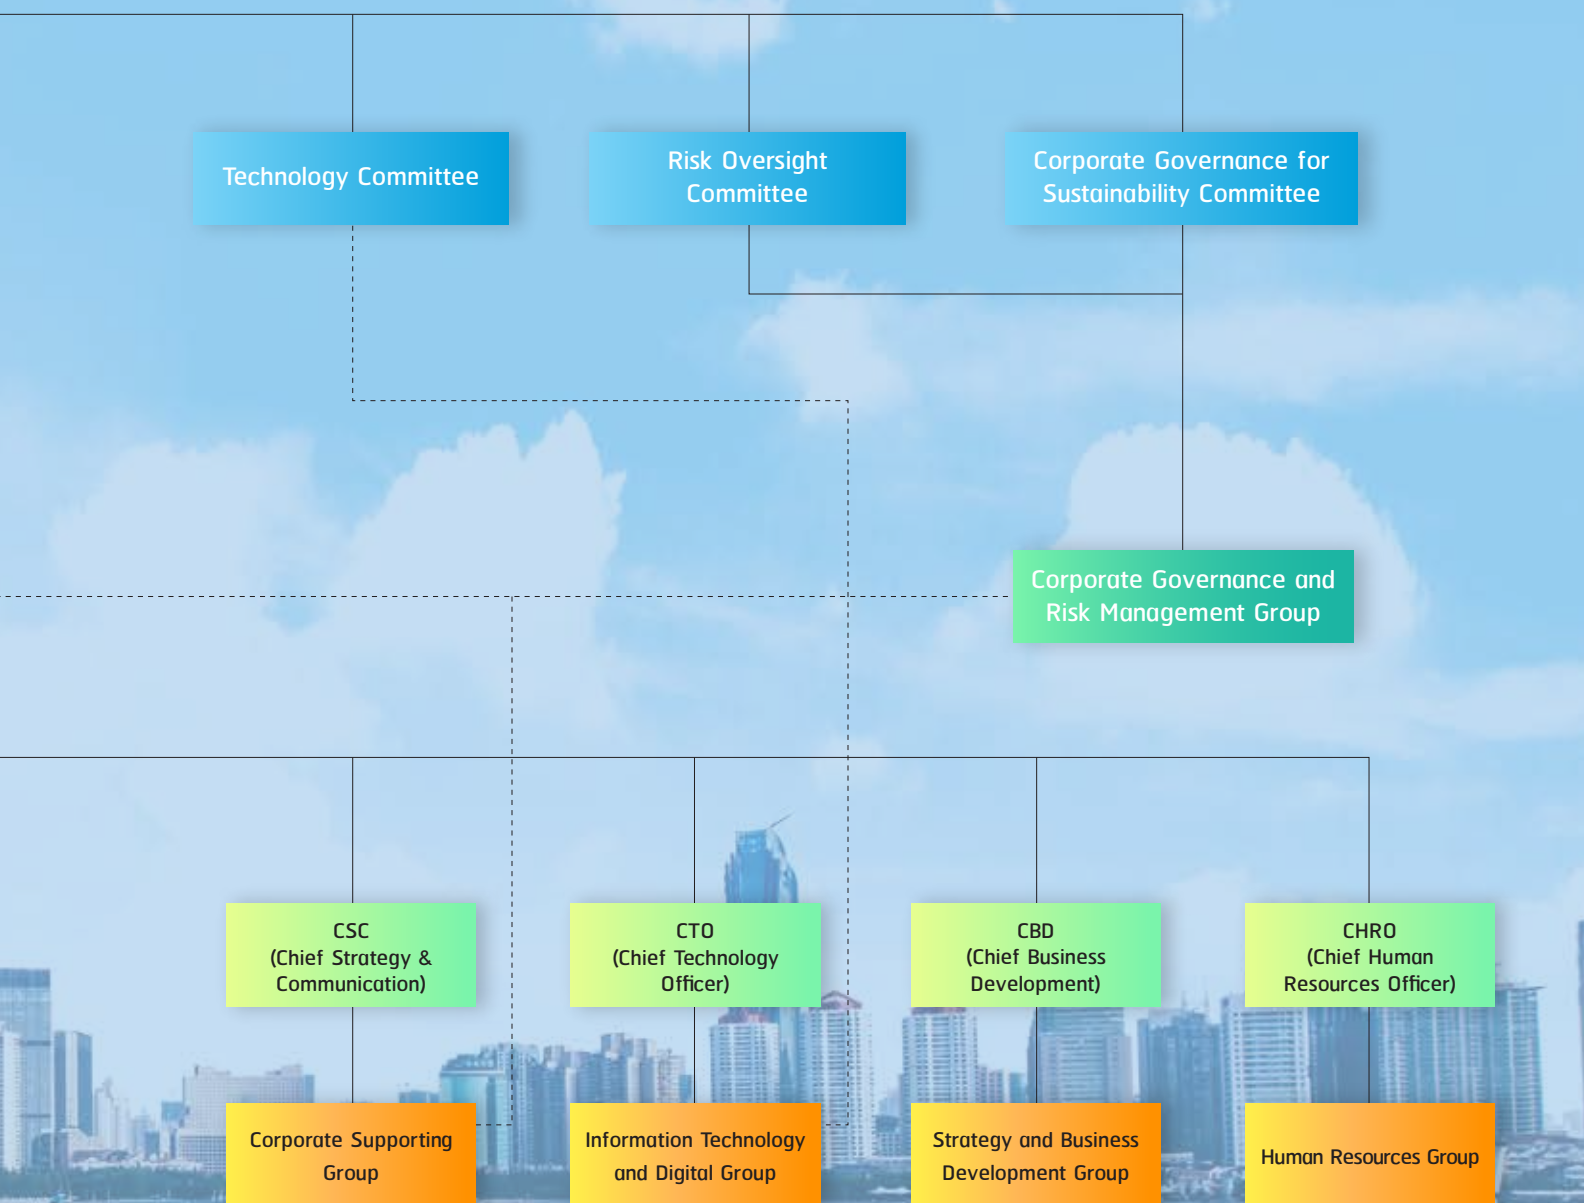 Technology Committee
Risk Oversight
Committee
Corporate Governance for
Sustainability Committee
Corporate Governance and
Risk Management Group
CSC
(Chief Strategy &
Communication)
CTO
(Chief Technology
Officer)
CBD
(Chief Business
Development)
CHRO
(Chief Human
Resources Officer)
Corporate Supporting
Group
Information Technology
and Digital Group
Strategy and Business
Development Group
Human Resources Group